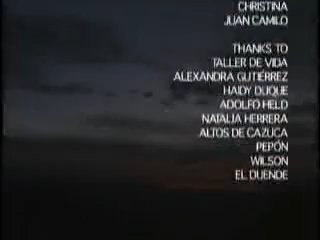 CHRISTINA
JUAN CAMILO
THANKS TO
TALLER DE VIDA
ALEXANDRA GUTIÉRREZ
HAIDY DUQUE
ADOLFO HELD
NATALIA HERRERA
ALTOS DE CAZUCA
PEPÓN
WILSON
EL DUENDE